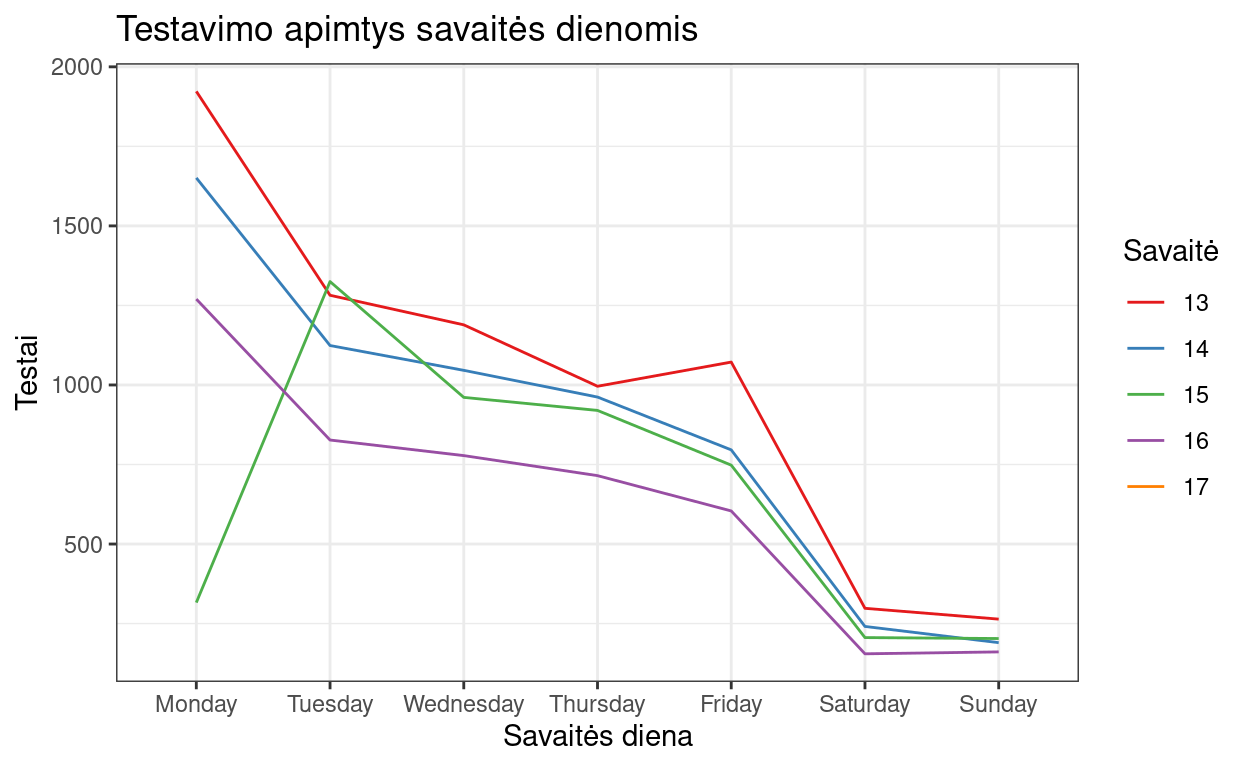 Testavimo apimtys savaitės dienomis
2000
1500
1000
500
Testai
Monday Tuesday Wednesday Thursday Friday Saturday Sunday
Savaitės diena
Savaitė
13
14
15
16
17